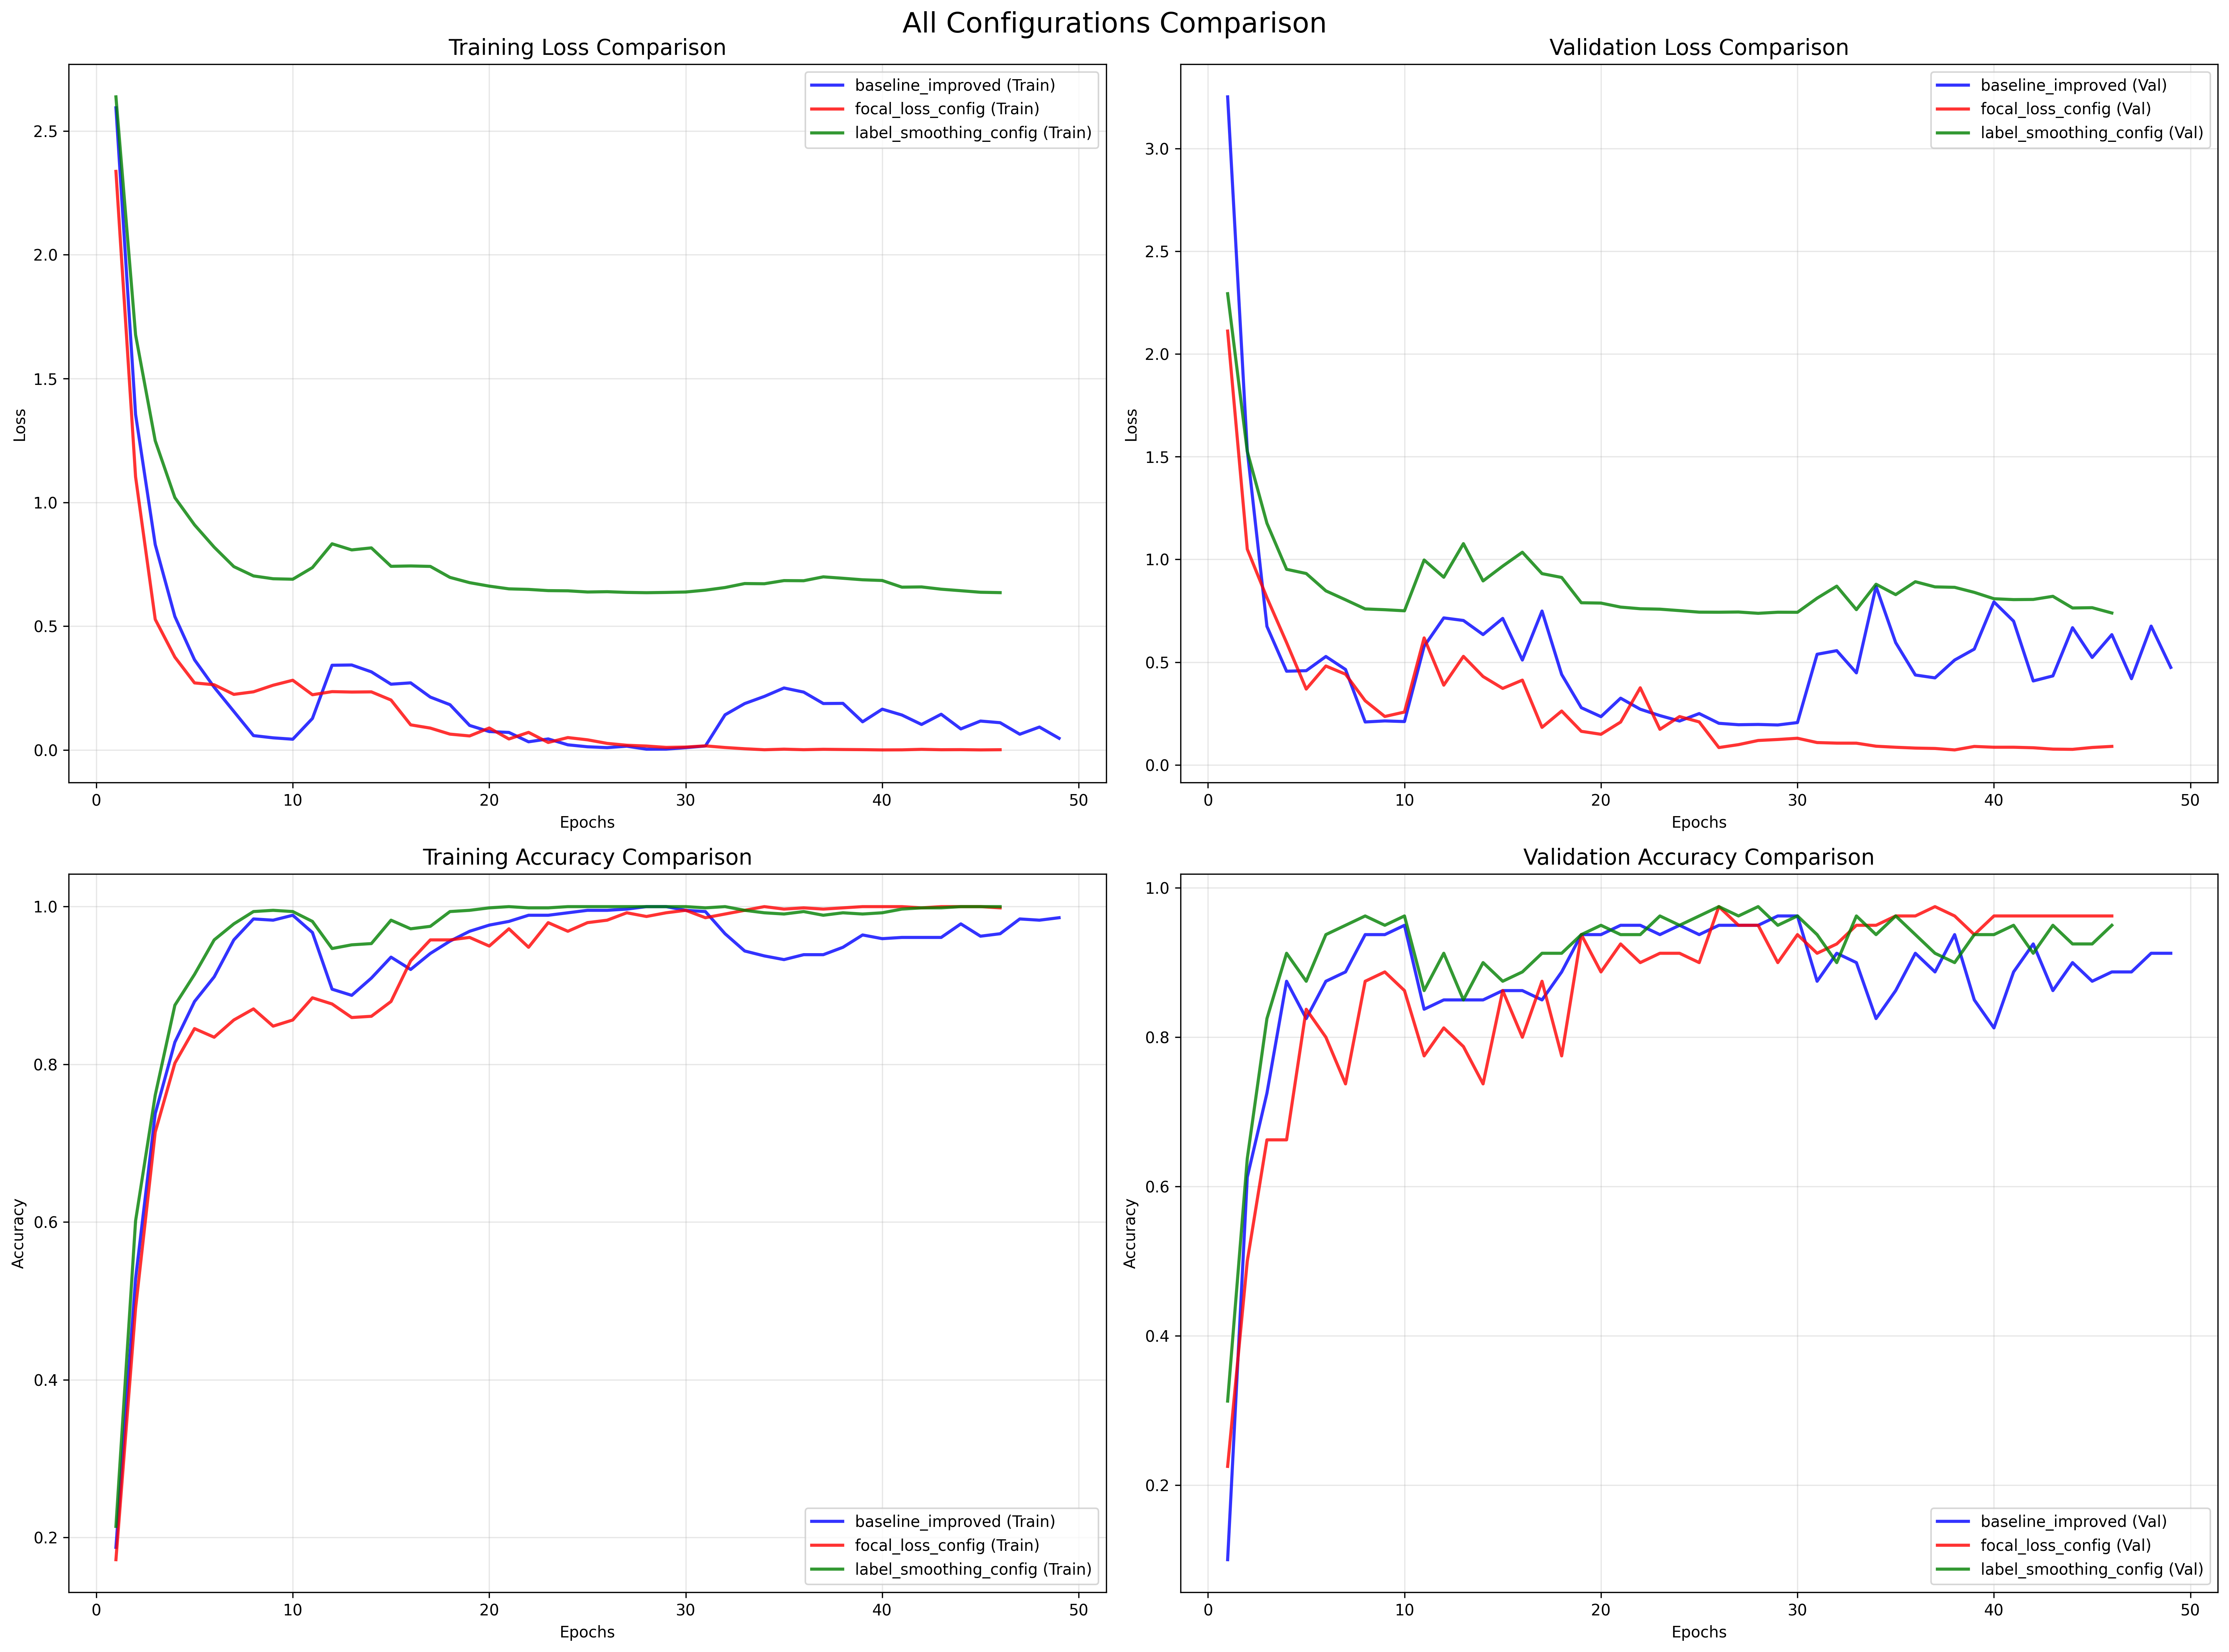 All Configurations Comparison
Training Loss Comparison
baseline_improved (Train)
focal_loss_config (Train)
label_smoothing_config (Train)
2.5
2.0
1.5
1.0
0.5
0.0
Loss
0 10 20 30 40 50
Epochs
Validation Loss Comparison
baseline_improved (Val)
focal_loss_config (Val)
label_smoothing_config (Val)
3.0
2.5
2.0
1.5
1.0
0.5
0.0
Loss
0 10 20 30 40 50
Epochs
Training Accuracy Comparison
1.0
0.8
0.6
0.4
0.2
Accuracy
baseline_improved (Train)
focal_loss_config (Train)
label_smoothing_config (Train)
0 10 20 30 40 50
Epochs
Validation Accuracy Comparison
1.0
0.8
0.6
0.4
0.2
Accuracy
baseline_improved (Val)
focal_loss_config (Val)
label_smoothing_config (Val)
0 10 20 30 40 50
Epochs